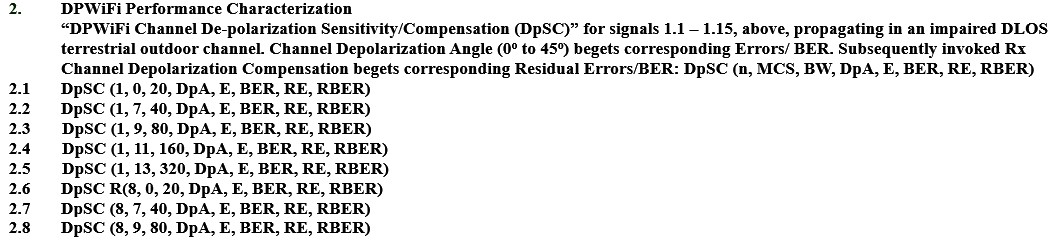 2. DPWiFi Performance Characterization
“DPWiFi Channel De-polarization Sensitivity/Compensation (DpSC)” for signals 1.1 – 1.15, above, propagating in an impaired DLOS
terrestrial outdoor channel. Channel Depolarization Angle (0⁰ to 45⁰) begets corresponding Errors/ BER. Subsequently invoked Rx
Channel Depolarization Compensation begets corresponding Residual Errors/BER: DpSC (n, MCS, BW, DpA, E, BER, RE, RBER)
2.1 DpSC (1, 0, 20, DpA, E, BER, RE, RBER)
2.2 DpSC (1, 7, 40, DpA, E, BER, RE, RBER)
2.3 DpSC (1, 9, 80, DpA, E, BER, RE, RBER)
2.4 DpSC (1, 11, 160, DpA, E, BER, RE, RBER)
2.5 DpSC (1, 13, 320, DpA, E, BER, RE, RBER)
2.6 DpSC R(8, 0, 20, DpA, E, BER, RE, RBER)
2.7 DpSC (8, 7, 40, DpA, E, BER, RE, RBER)
2.8 DpSC (8, 9, 80, DpA, E, BER, RE, RBER)